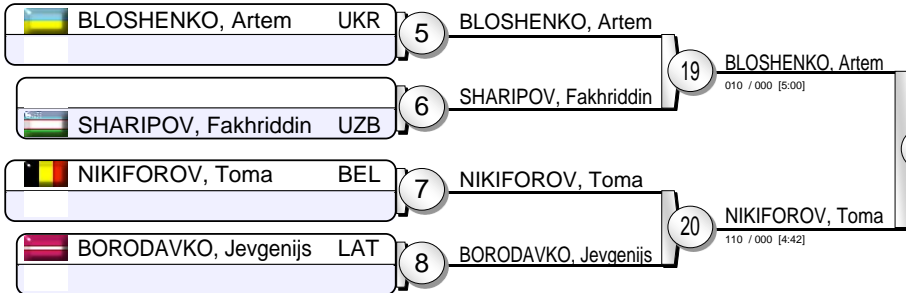 BLOSHENKO, Artem UKR
5
BLOSHENKO, Artem
SHARIPOV, Fakhriddin UZB
6
SHARIPOV, Fakhriddin
19
BLOSHENKO, Artem
010 / 000 [5:00]
NIKIFOROV, Toma BEL
7
NIKIFOROV, Toma
BORODAVKO, Jevgenijs LAT
8
BORODAVKO, Jevgenijs
20
NIKIFOROV, Toma
110 / 000 [4:42]